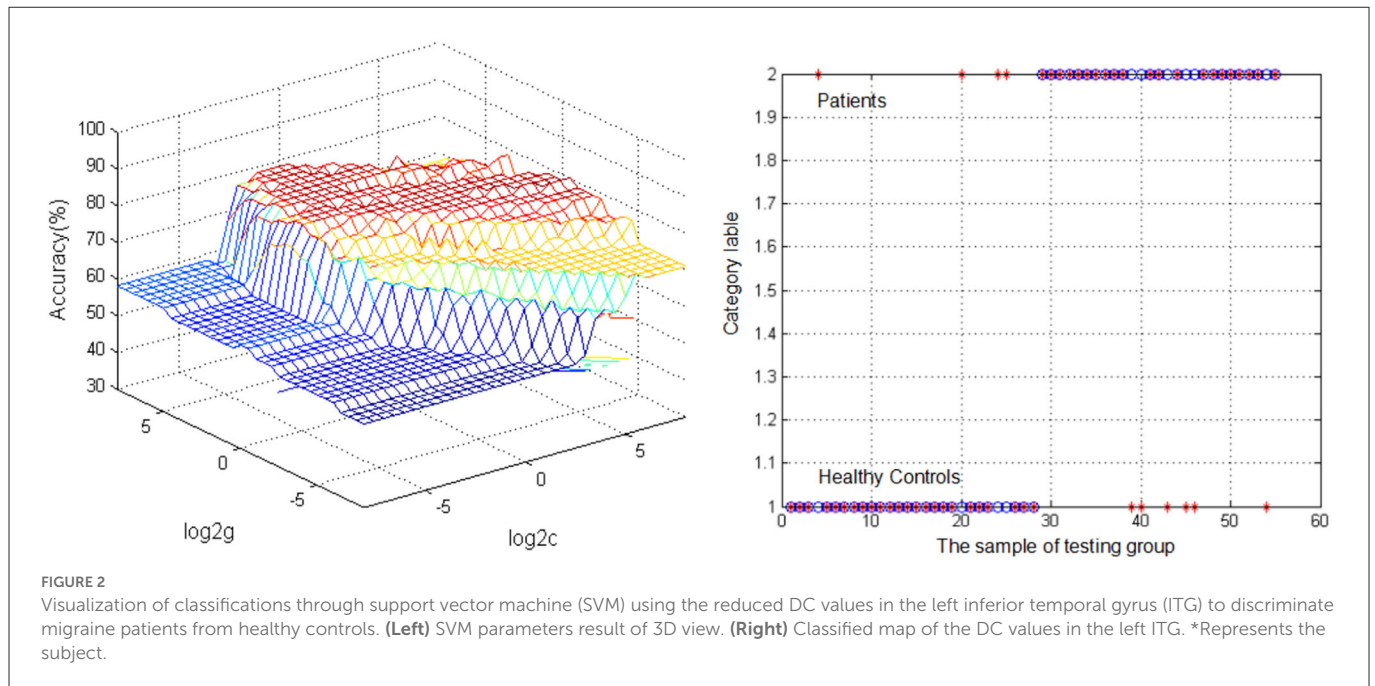 100
90
80
70
60
50
40
30
Accuracy(%)
5
0
-5
log2g
-5
0
5
log2c
2
1.9
1.8
1.7
1.6
1.5
1.4
1.3
1.2
1.1
1
Category lable
Patients
Healthy Controls
0 10 20 30 40 50 60
The sample of testing group
FIGURE 2
Visualization of classifications through support vector machine (SVM) using the reduced DC values in the left inferior temporal gyrus (ITG) to discriminate
migraine patients from healthy controls. (Left) SVM parameters result of 3D view. (Right) Classified map of the DC values in the left ITG. *Represents the
subject.